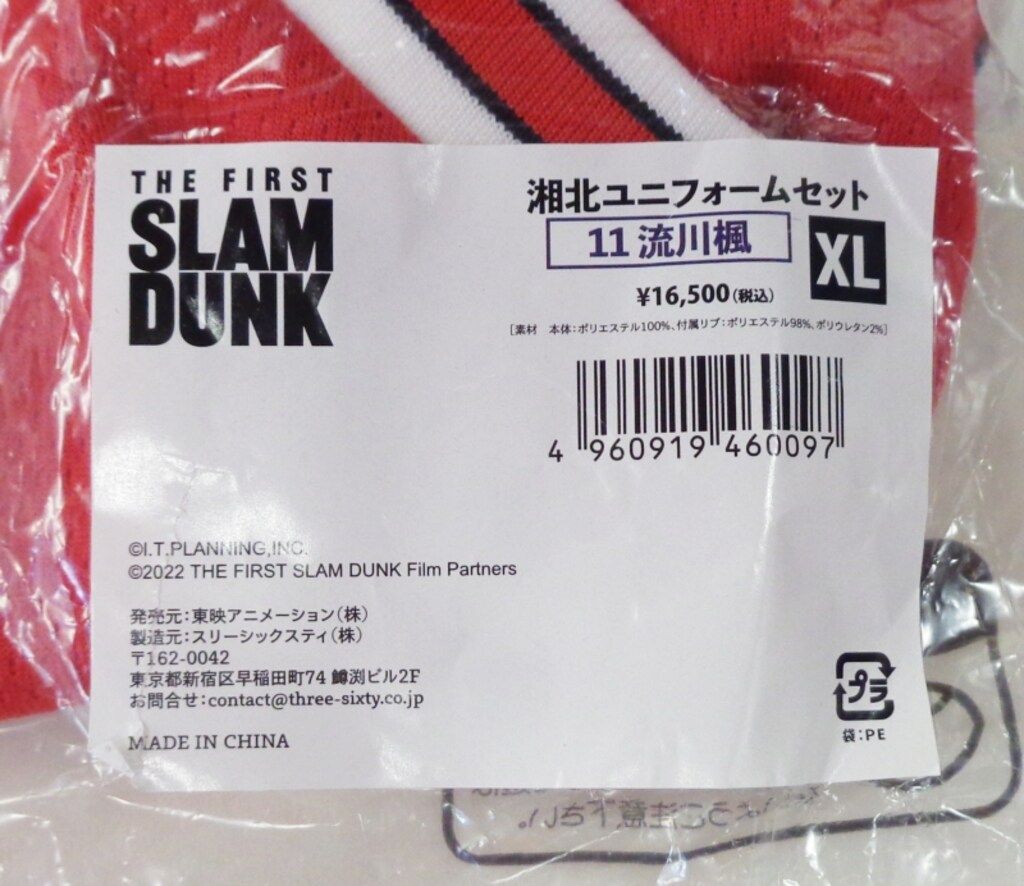 THE FIRST
SLAM
DUNK
湘北ユニフォームセット
11 流川楓
XL
¥16,500(税込)
[素材 本体:ポリエステル100%、付属リブ:ポリエステル98%、ポリウレタン2%]
4 960919 460097
©I.T.PLANNING,INC.
©2022 THE FIRST SLAM DUNK Film Partners
発売元:東映アニメーション(株)
製造元:スリーシックスティ(株)
〒162-0042
東京都新宿区早稲田町74 鱒渕ビル2F
お問合せ:contact@three-sixty.co.jp
MADE IN CHINA
プラ
袋:PE